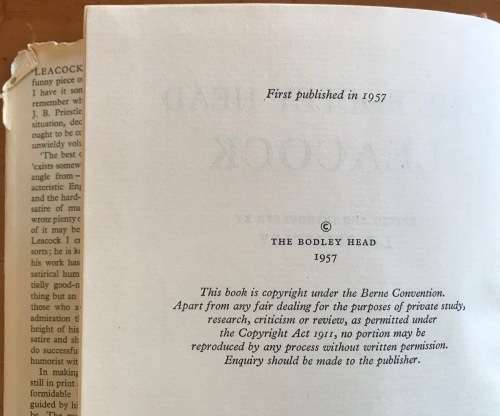 LEACOCK
funny piece o
I have it son
remember wh
J. B. Priestle
situation, dec
ought to be co
unwieldy volu
'The best o
'exists somew
angle from—
acteristic Eng
and the hard-
satire of mu
wrote plenty o
of it may be
Leacock I c
sorts; he is k
his work has
satirical hum
tially good-n
thing but an
those who a
admiration t
height of his
satire and sh
do successfu
humorist wit
In making
still in print
formidable
guided by hi
First published in 1957
©
THE BODLEY HEAD
1957
This book is copyright under the Berne Convention.
Apart from any fair dealing for the purposes of private study,
research, criticism or review, as permitted under
the Copyright Act 1911, no portion may be
reproduced by any process without written permission.
Enquiry should be made to the publisher.